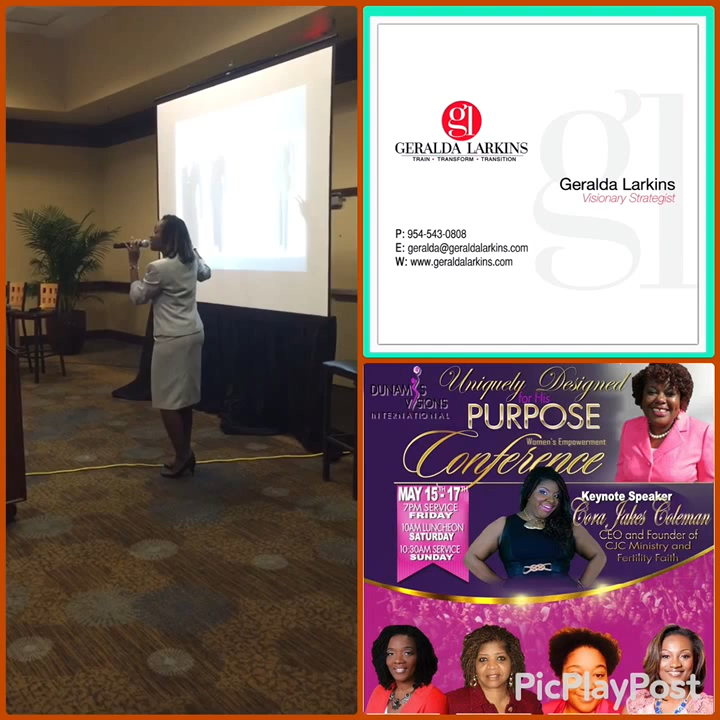 gl
GERALDA LARKINS
TRAIN • TRANSFORM • TRANSITION
gl
Geralda Larkins
Visionary Strategist
P: 954-543-0808
E: geralda@geraldalarkins.com
W: www.geraldalarkins.com
DUNAMIS
VISIONS
INTERNATIONAL
Uniquely Designed
for His
PURPOSE
Women's Empowerment
Conference
MAY 15TH-17TH
7PM SERVICE
FRIDAY
10AM LUNCHEON
SATURDAY
10:30AM SERVICE
SUNDAY
Keynote Speaker
Cora Jakes Coleman
CEO and Founder of
CJC Ministry and
Fertility Faith
PicPlayPost